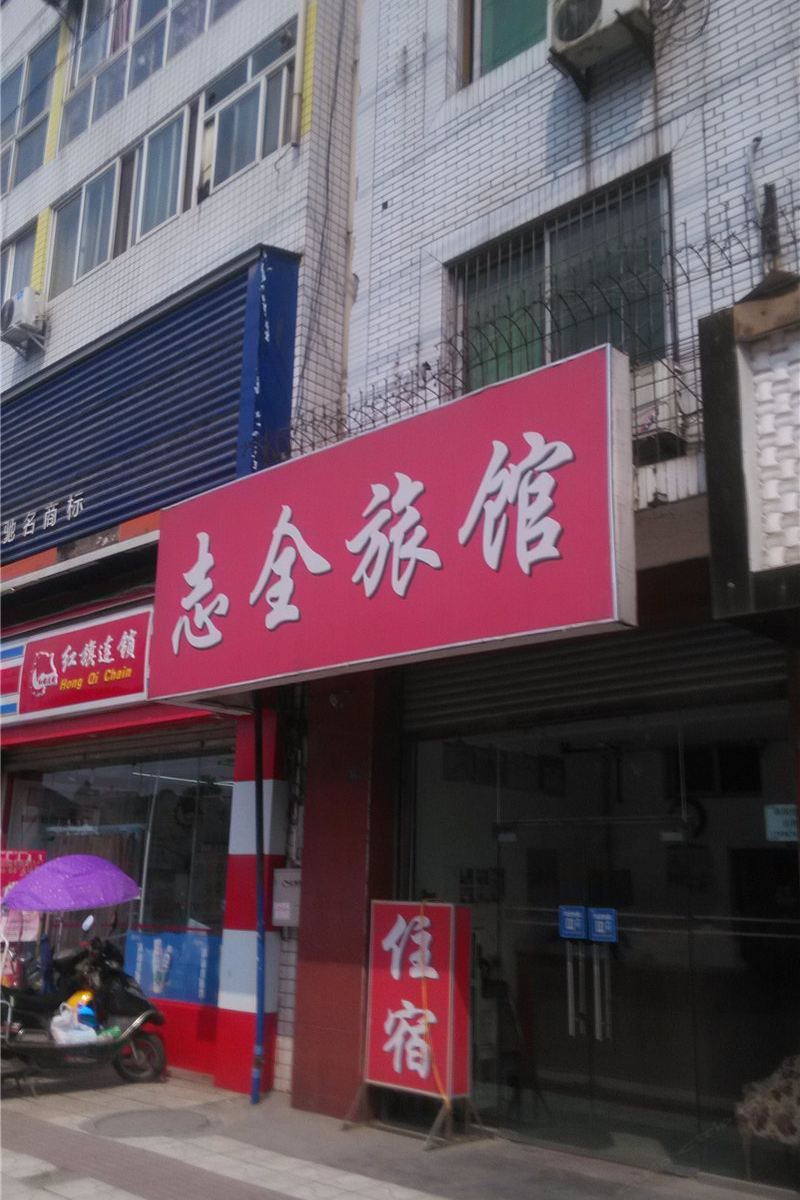 驰名商标
志全旅馆
红旗连锁
Hong Qi Chain
住
宿